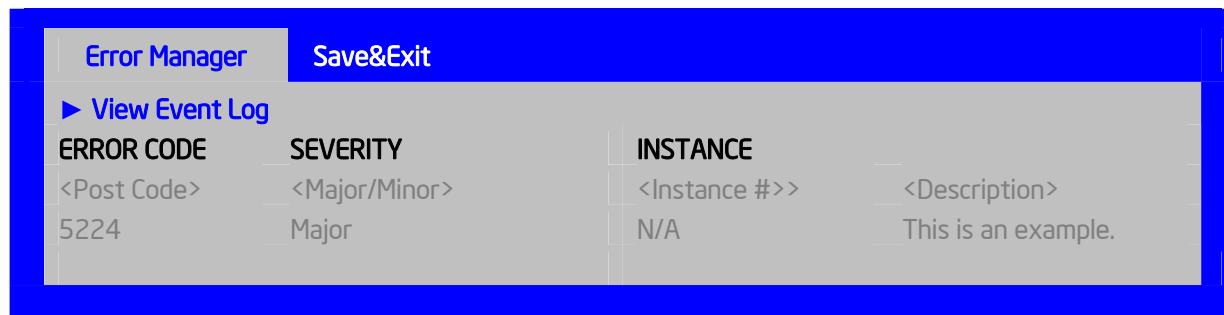 Error Manager Save&Exit
► View Event Log
ERROR CODE SEVERITY INSTANCE
<Post Code> <Major/Minor> <Instance #>> <Description>
5224 Major N/A This is an example.